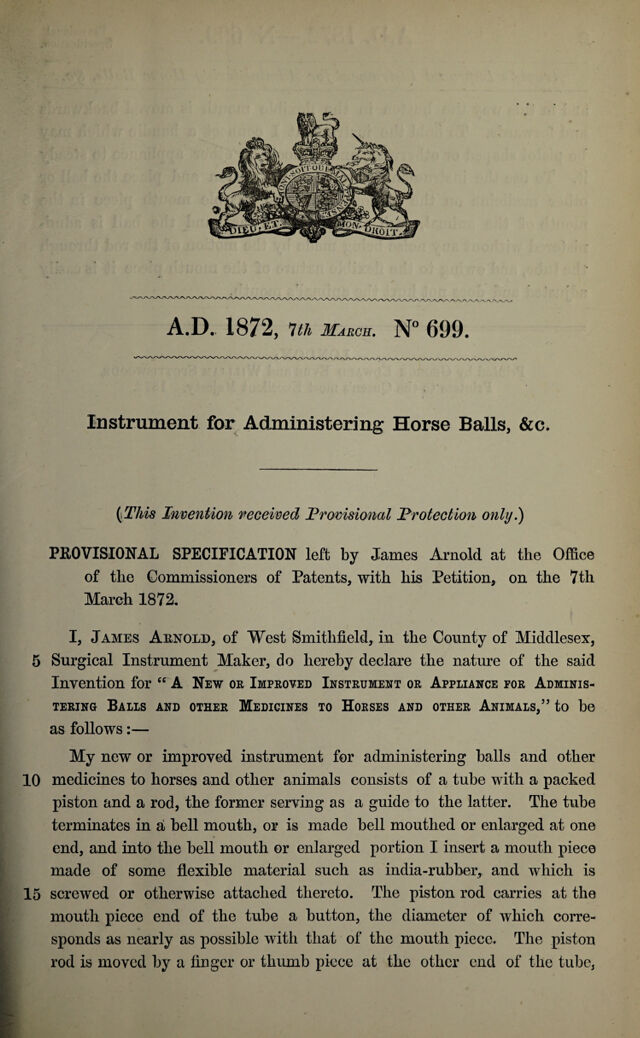 HONI SOIT QUI MAL Y PENSE
DIEU ET MON DROIT
A.D. 1872, 7th MARCH. Nº 699.
Instrument for Administering Horse Balls, &c.
(This Invention received Provisional Protection only.)
PROVISIONAL SPECIFICATION left by James Arnold at the Office
of the Commissioners of Patents, with his Petition, on the 7th
March 1872.
I, JAMES ARNOLD, of West Smithfield, in the County of Middlesex,
5 Surgical Instrument Maker, do hereby declare the nature of the said
Invention for “A NEW OR IMPROVED INSTRUMENT OR APPLIANCE FOR ADMINIS-
TERING BALLS AND OTHER MEDICINES TO HORSES AND OTHER ANIMALS,” to be
as follows:—
My new or improved instrument for administering balls and other
10 medicines to horses and other animals consists of a tube with a packed
piston and a rod, the former serving as a guide to the latter. The tube
terminates in a bell mouth, or is made bell mouthed or enlarged at one
end, and into the bell mouth or enlarged portion I insert a mouth piece
made of some flexible material such as india-rubber, and which is
15 screwed or otherwise attached thereto. The piston rod carries at the
mouth piece end of the tube a button, the diameter of which corre-
sponds as nearly as possible with that of the mouth piece. The piston
rod is moved by a finger or thumb piece at the other end of the tube,